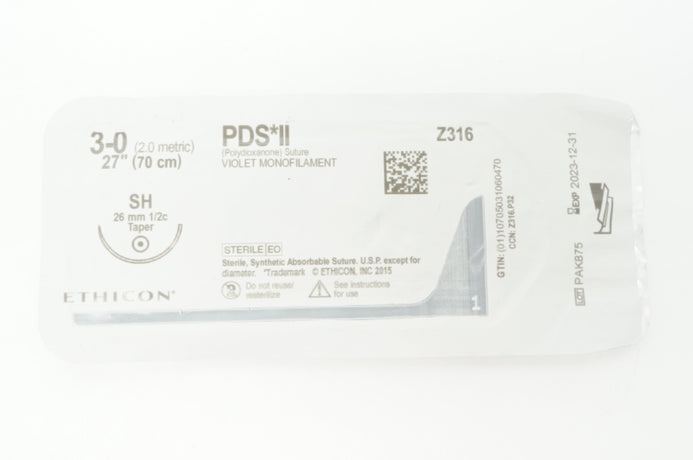 3-0 (2.0 metric)
27" (70 cm)
SH
26 mm 1/2c
Taper
ETHICON*
PDS*II
(Polydioxanone) Suture
VIOLET MONOFILAMENT
Z316
STERILE EO
Sterile, Synthetic Absorbable Suture. U.S.P. except for
diameter. *Trademark © ETHICON, INC 2015
Do not reuse/
resterilize
See instructions
for use
1
GTIN: (01)10705031060470
CCN: Z316.P32
EXP 2023-12-31
LOT PAK875